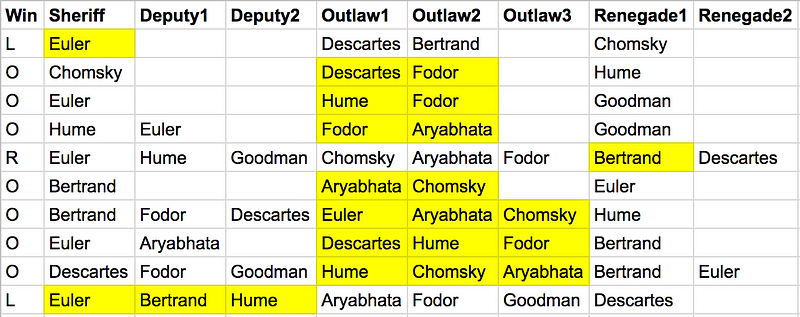 Win Sheriff Deputy1 Deputy2 Outlaw1 Outlaw2 Outlaw3 Renegade1 Renegade2
L Euler Descartes Bertrand Chomsky
O Chomsky Descartes Fodor Hume
O Euler Hume Fodor Goodman
O Hume Euler Fodor Aryabhata Goodman
R Euler Hume Goodman Chomsky Aryabhata Fodor Bertrand Descartes
O Bertrand Aryabhata Chomsky Euler
O Bertrand Fodor Descartes Euler Aryabhata Chomsky Hume
O Euler Aryabhata Descartes Hume Fodor Bertrand
O Descartes Fodor Goodman Hume Chomsky Aryabhata Bertrand Euler
L Euler Bertrand Hume Aryabhata Fodor Goodman Descartes